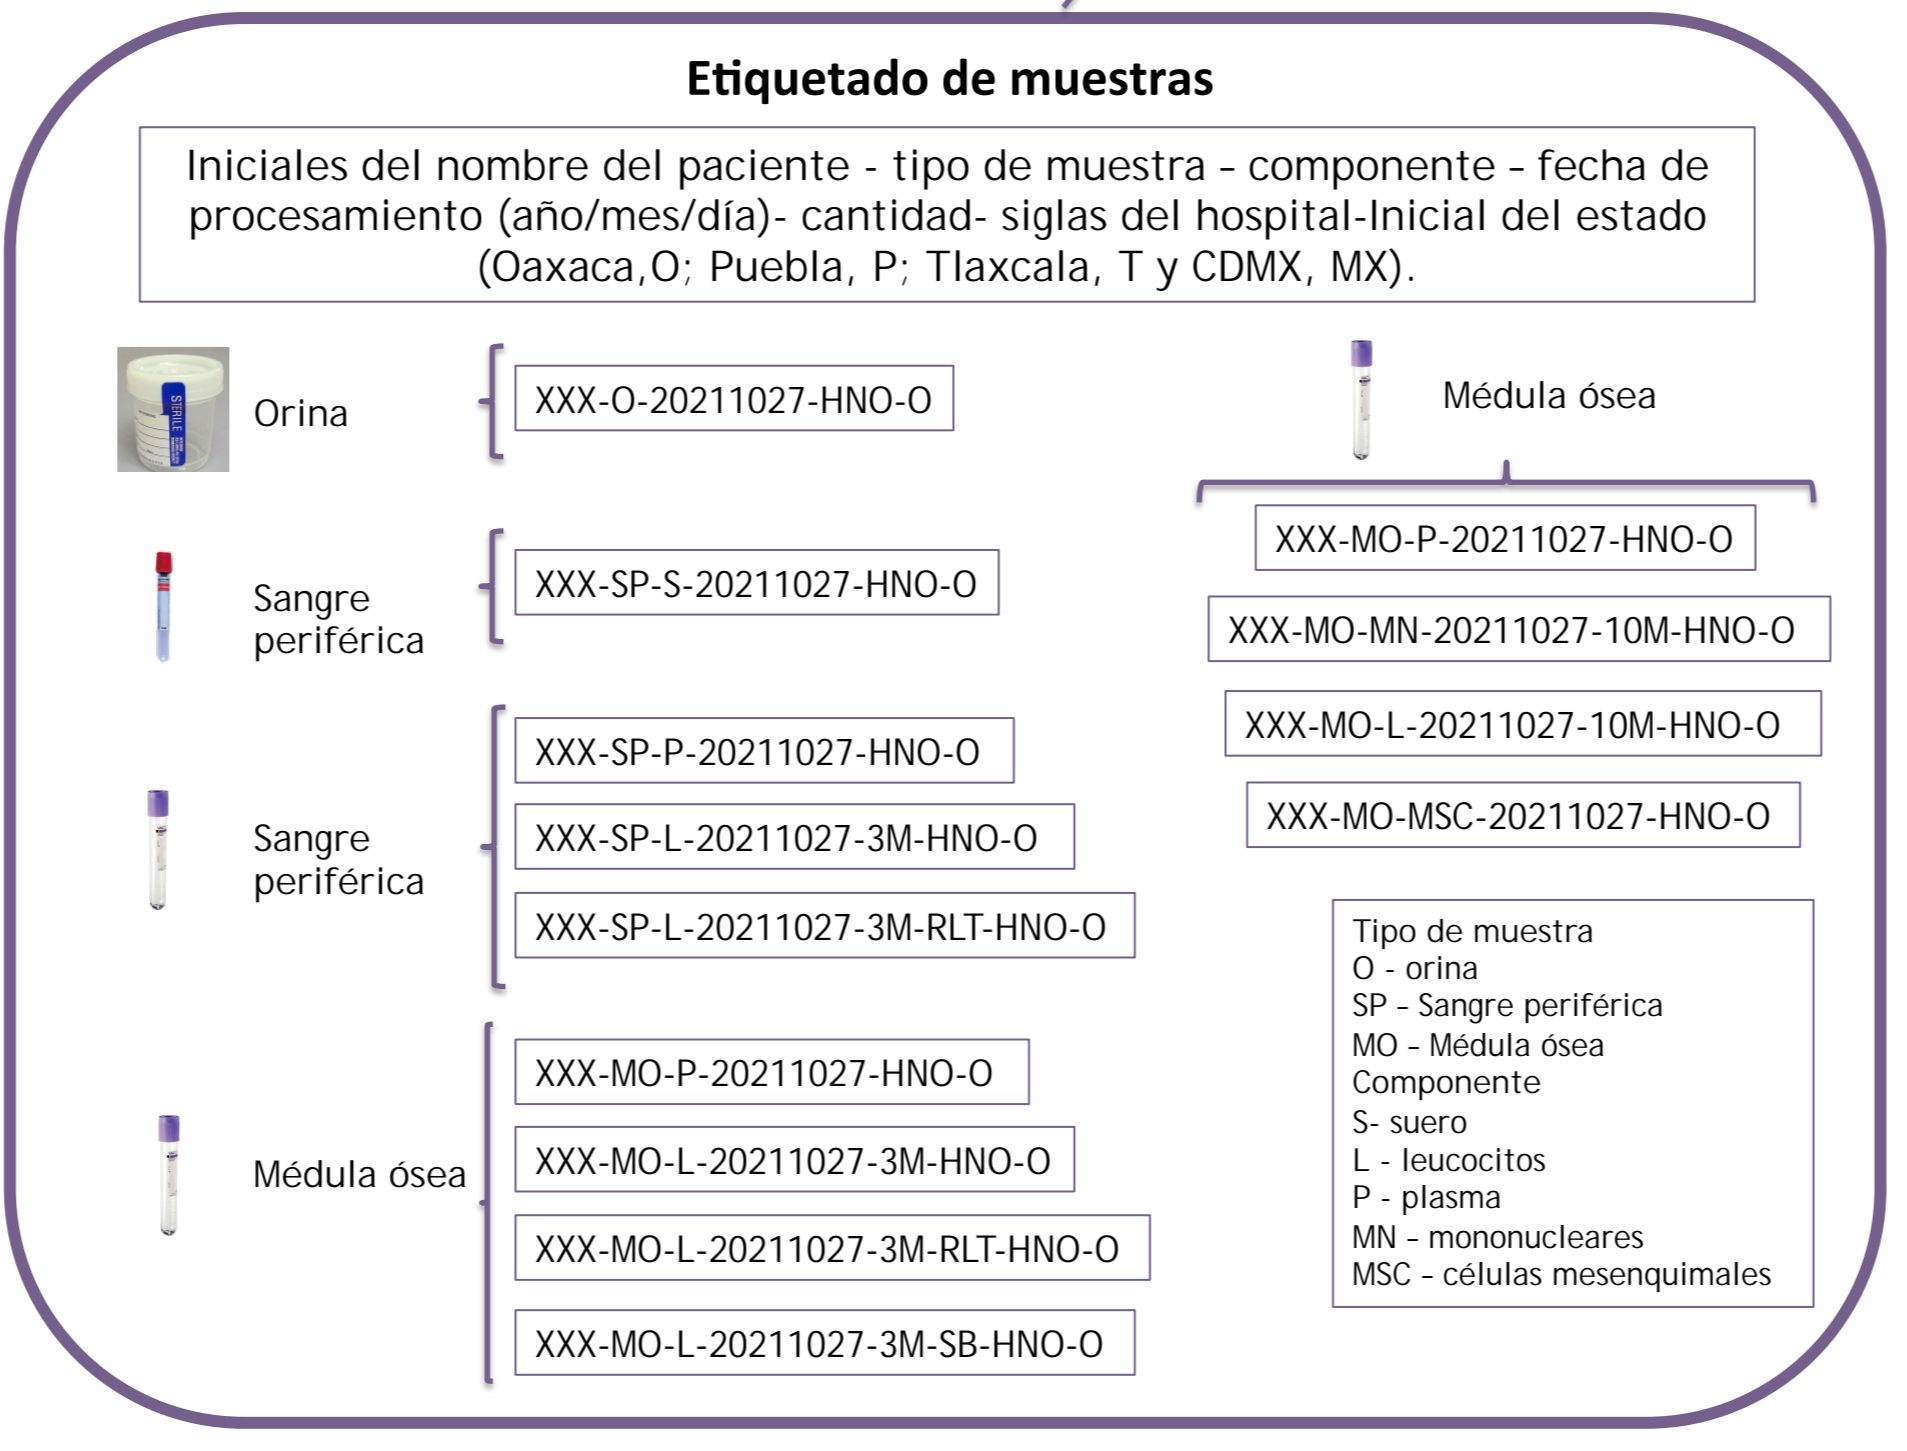 Etiquetado de muestras
Iniciales del nombre del paciente - tipo de muestra – componente – fecha de
procesamiento (año/mes/día)- cantidad- siglas del hospital-Inicial del estado
(Oaxaca,O; Puebla, P; Tlaxcala, T y CDMX, MX).
STERILE
Orina
XXX-O-20211027-HNO-O
Sangre
periférica
XXX-SP-S-20211027-HNO-O
Sangre
periférica
XXX-SP-P-20211027-HNO-O
XXX-SP-L-20211027-3M-HNO-O
XXX-SP-L-20211027-3M-RLT-HNO-O
Médula ósea
XXX-MO-P-20211027-HNO-O
XXX-MO-L-20211027-3M-HNO-O
XXX-MO-L-20211027-3M-RLT-HNO-O
XXX-MO-L-20211027-3M-SB-HNO-O
Médula ósea
XXX-MO-P-20211027-HNO-O
XXX-MO-MN-20211027-10M-HNO-O
XXX-MO-L-20211027-10M-HNO-O
XXX-MO-MSC-20211027-HNO-O
Tipo de muestra
O - orina
SP – Sangre periférica
MO – Médula ósea
Componente
S- suero
L - leucocitos
P - plasma
MN – mononucleares
MSC – células mesenquimales